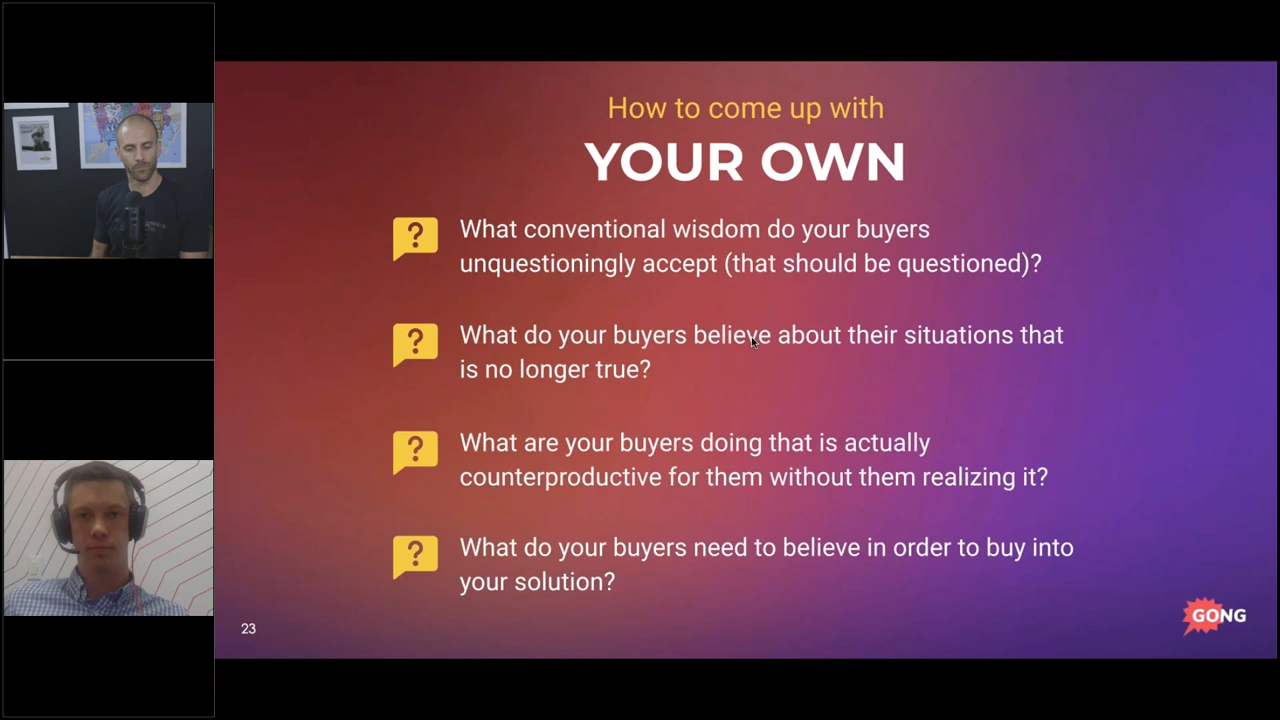 How to come up with
YOUR OWN
? What conventional wisdom do your buyers
unquestioningly accept (that should be questioned)?
? What do your buyers believe about their situations that
is no longer true?
? What are your buyers doing that is actually
counterproductive for them without them realizing it?
? What do your buyers need to believe in order to buy into
your solution?
23
GONG